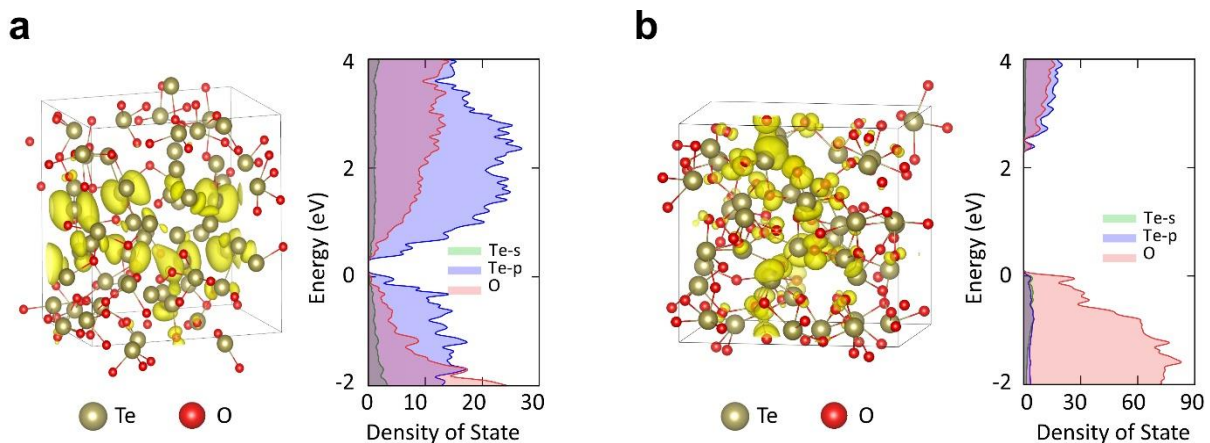 a
4
2
0
-2
Energy (eV)
Te-s
Te-p
O
0 10 20 30
Density of State
Te O
b
4
2
0
-2
Energy (eV)
Te-s
Te-p
O
0 30 60 90
Density of State
Te O